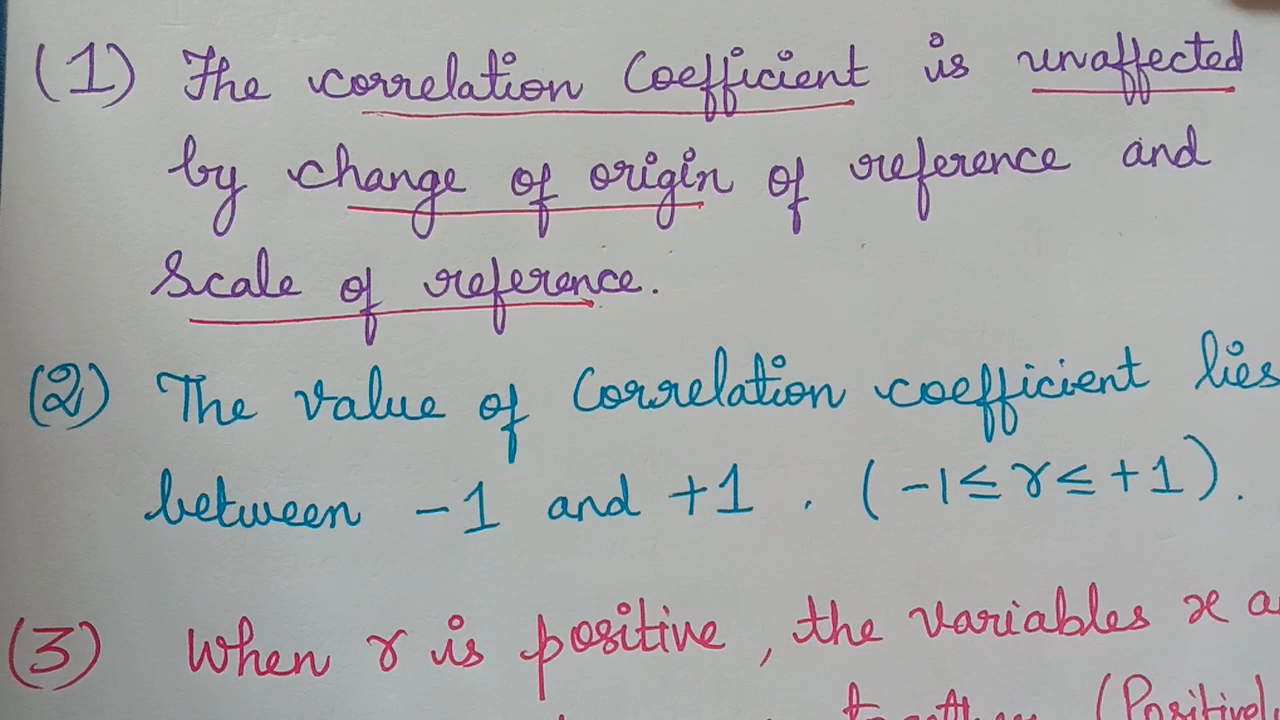 (1) The correlation Coefficient is unaffected
by change of origin of reference and
Scale of reference.
(2) The value of Correlation coefficient lies
between -1 and +1. (-1≤r≤+1).
(3) When r is positive, the variables x
(Positively